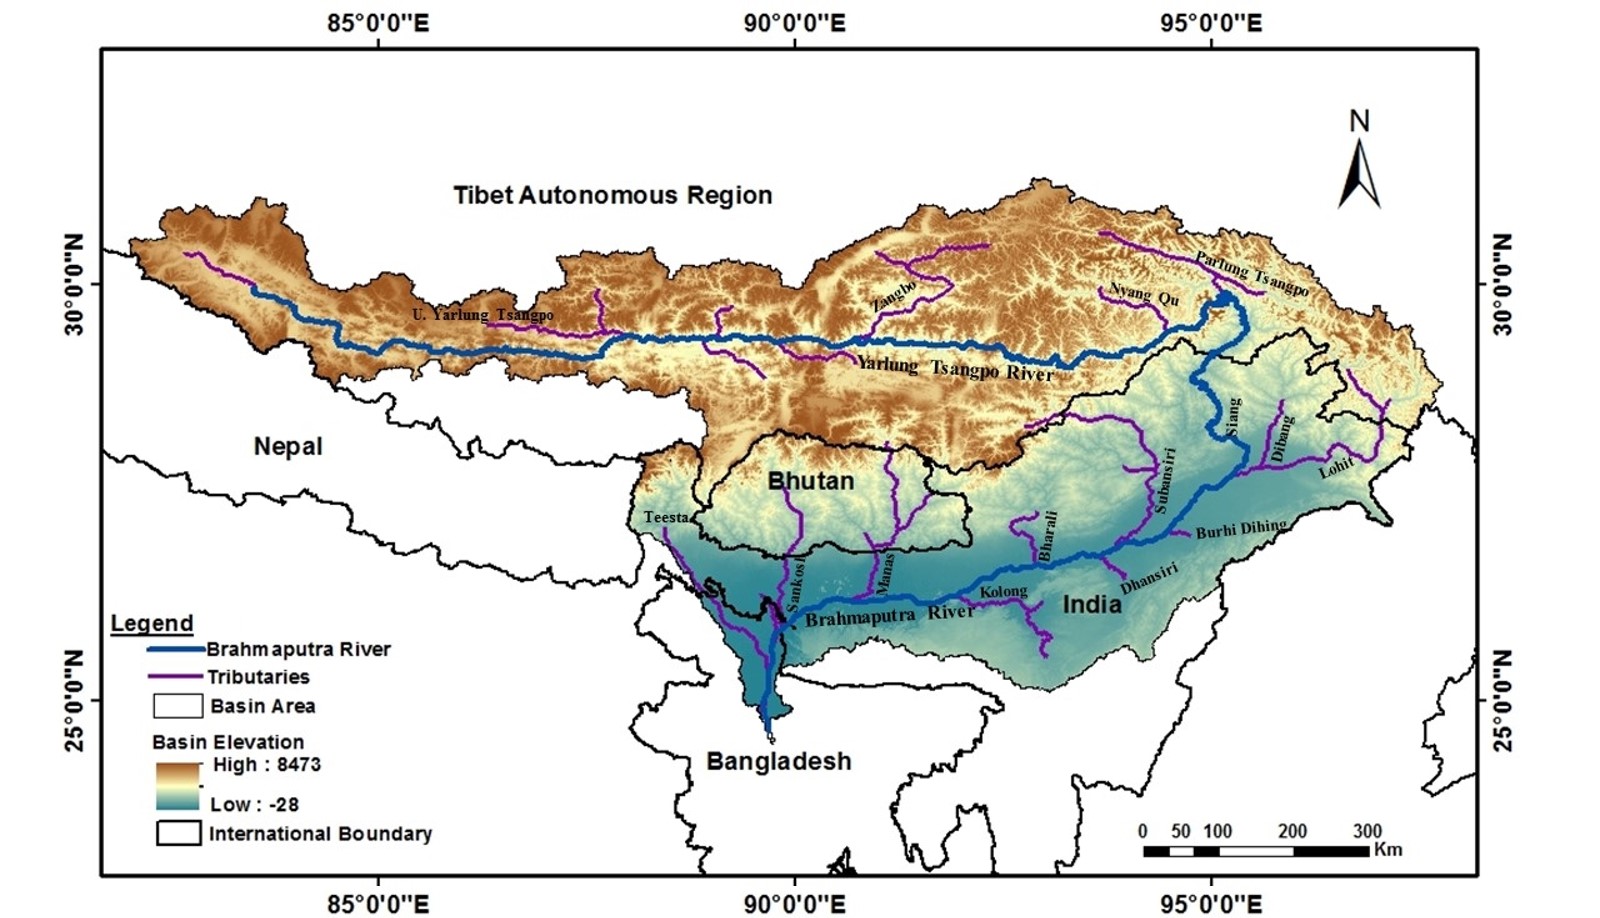 85°0'0"E 90°0'0"E 95°0'0"E
N
Tibet Autonomous Region
30°0'0"N
30°0'0"N
Parlung Tsangpo
Zangbo
Nyang Qu
U. Yarlung Tsangpo
Yarlung Tsangpo River
Siang
Dibang
Nepal
Bhutan
Subansiri
Lohit
Teesta
Bharali
Burhi Dihing
Sankosh
Manas
Dhansiri
Kolong
India
Brahmaputra River
Legend
Brahmaputra River
Tributaries
Basin Area
25°0'0"N
25°0'0"N
Basin Elevation
High : 8473
Low : -28
International Boundary
Bangladesh
0 50 100 200 300
Km
85°0'0"E 90°0'0"E 95°0'0"E